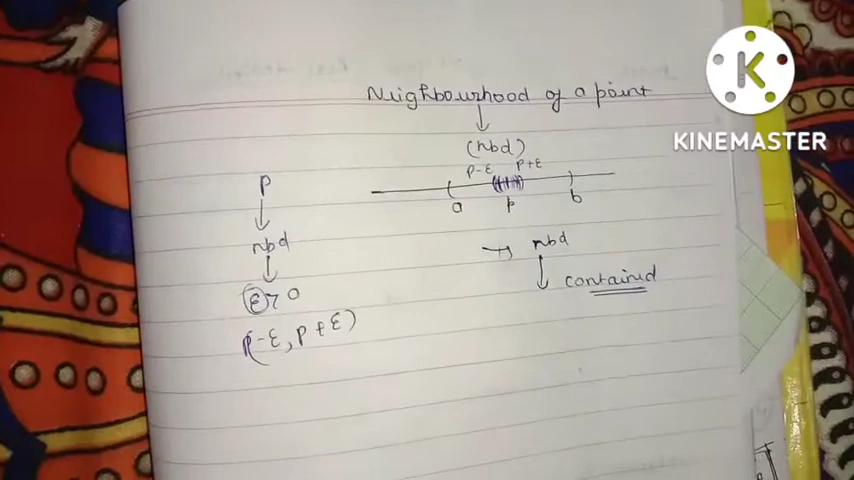 Neighbourhood of a point
(nbd)
p-ε p+ε
a p b
p
nbd
ε>0
(p-ε, p+ε)
→ nbd
contained
K
KINEMASTER